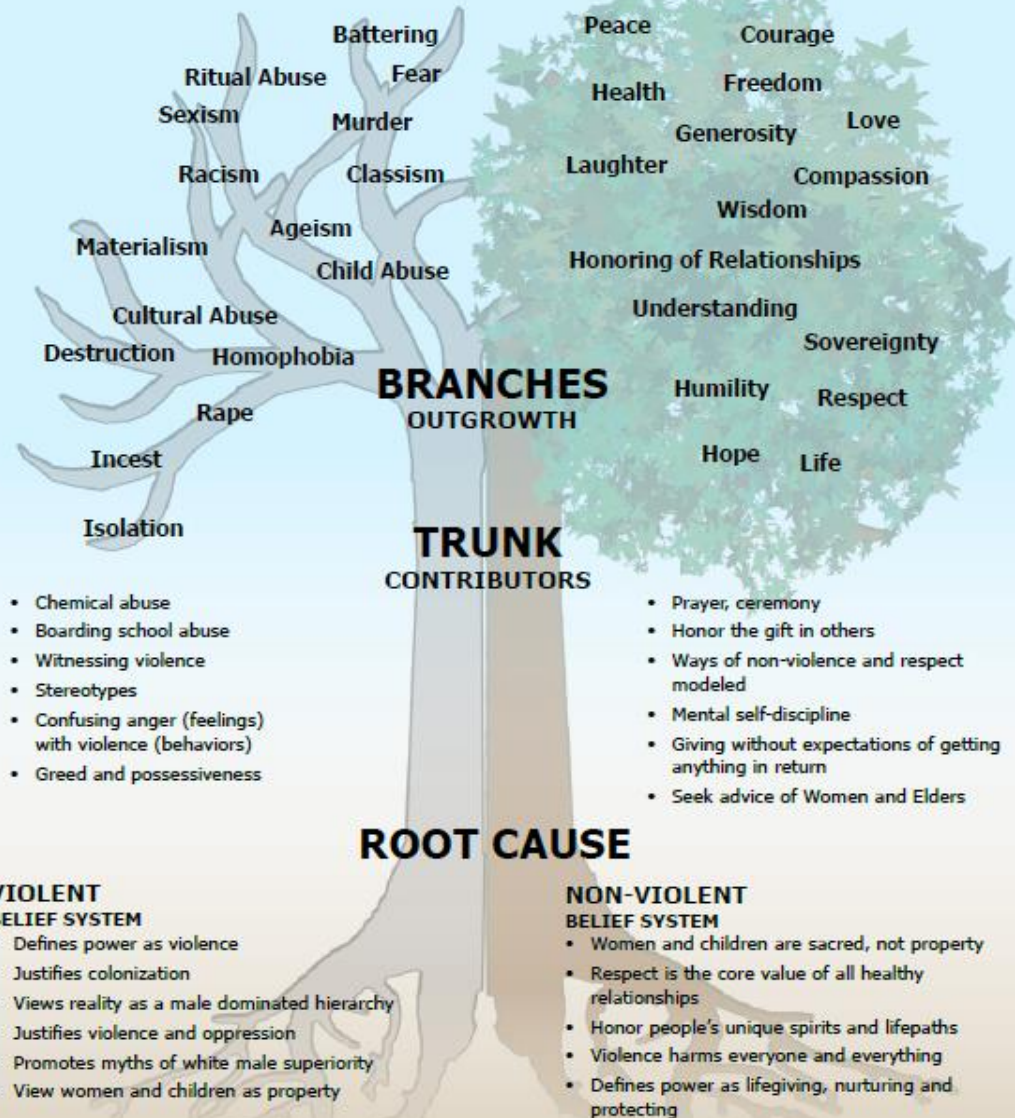 Battering
Fear
Ritual Abuse
Sexism
Murder
Racism
Classism
Ageism
Materialism
Child Abuse
Cultural Abuse
Destruction
Homophobia
Rape
Incest
Isolation
Peace
Courage
Health
Freedom
Generosity
Love
Laughter
Compassion
Wisdom
Honoring of Relationships
Understanding
Sovereignty
Humility
Respect
Hope
Life
BRANCHES
OUTGROWTH
TRUNK
CONTRIBUTORS
• Chemical abuse
• Boarding school abuse
• Witnessing violence
• Stereotypes
• Confusing anger (feelings)
with violence (behaviors)
• Greed and possessiveness
• Prayer, ceremony
• Honor the gift in others
• Ways of non-violence and respect
modeled
• Mental self-discipline
• Giving without expectations of getting
anything in return
• Seek advice of Women and Elders
ROOT CAUSE
VIOLENT
BELIEF SYSTEM
Defines power as violence
Justifies colonization
Views reality as a male dominated hierarchy
Justifies violence and oppression
Promotes myths of white male superiority
View women and children as property
NON-VIOLENT
BELIEF SYSTEM
• Women and children are sacred, not property
• Respect is the core value of all healthy
relationships
• Honor people's unique spirits and lifepaths
• Violence harms everyone and everything
• Defines power as lifegiving, nurturing and
protecting